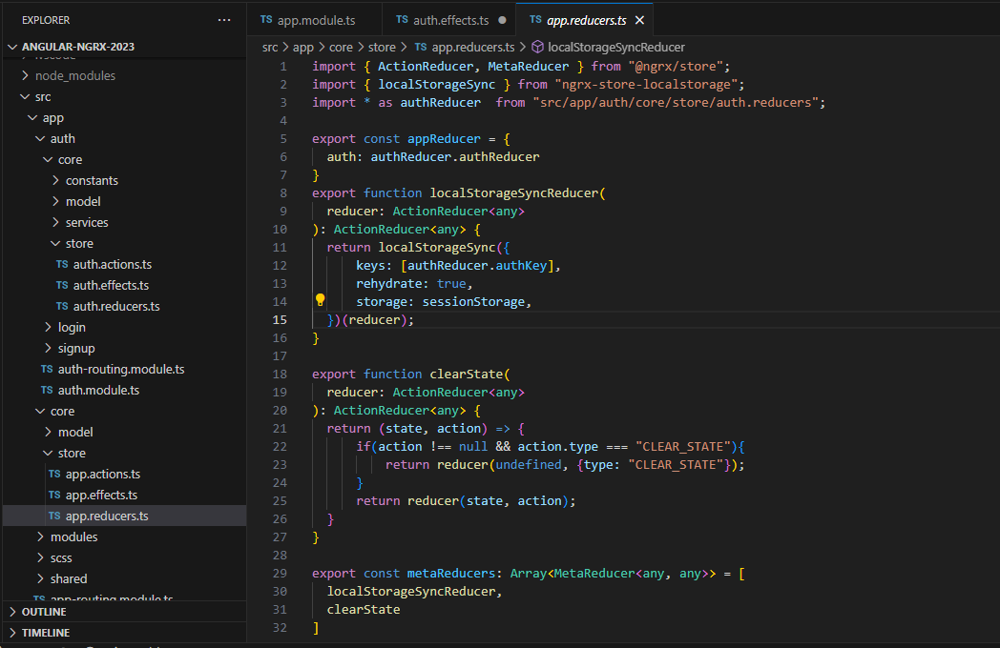 EXPLORER ...
ANGULAR-NGRX-2023
.vscode
node_modules
src
app
auth
core
constants
model
services
store
TS auth.actions.ts
TS auth.effects.ts
TS auth.reducers.ts
login
signup
TS auth-routing.module.ts
TS auth.module.ts
core
model
store
TS app.actions.ts
TS app.effects.ts
TS app.reducers.ts
modules
scss
shared
TS app-routing.module.ts
OUTLINE
TIMELINE
TS app.module.ts TS auth.effects.ts ● TS app.reducers.ts ×
src > app > core > store > TS app.reducers.ts > localStorageSyncReducer
1 import { ActionReducer, MetaReducer } from "@ngrx/store";
2 import { localStorageSync } from "ngrx-store-localstorage";
3 import * as authReducer  from "src/app/auth/core/store/auth.reducers";
4
5 export const appReducer = {
6   auth: authReducer.authReducer
7 }
8 export function localStorageSyncReducer(
9   reducer: ActionReducer<any>
10 ): ActionReducer<any> {
11   return localStorageSync({
12       keys: [authReducer.authKey],
13       rehydrate: true,
14       storage: sessionStorage,
15   })(reducer);
16 }
17
18 export function clearState(
19   reducer: ActionReducer<any>
20 ): ActionReducer<any> {
21   return (state, action) => {
22       if(action !== null && action.type === "CLEAR_STATE"){
23           return reducer(undefined, {type: "CLEAR_STATE"});
24       }
25       return reducer(state, action);
26   }
27 }
28
29 export const metaReducers: Array<MetaReducer<any, any>> = [
30   localStorageSyncReducer,
31   clearState
32 ]